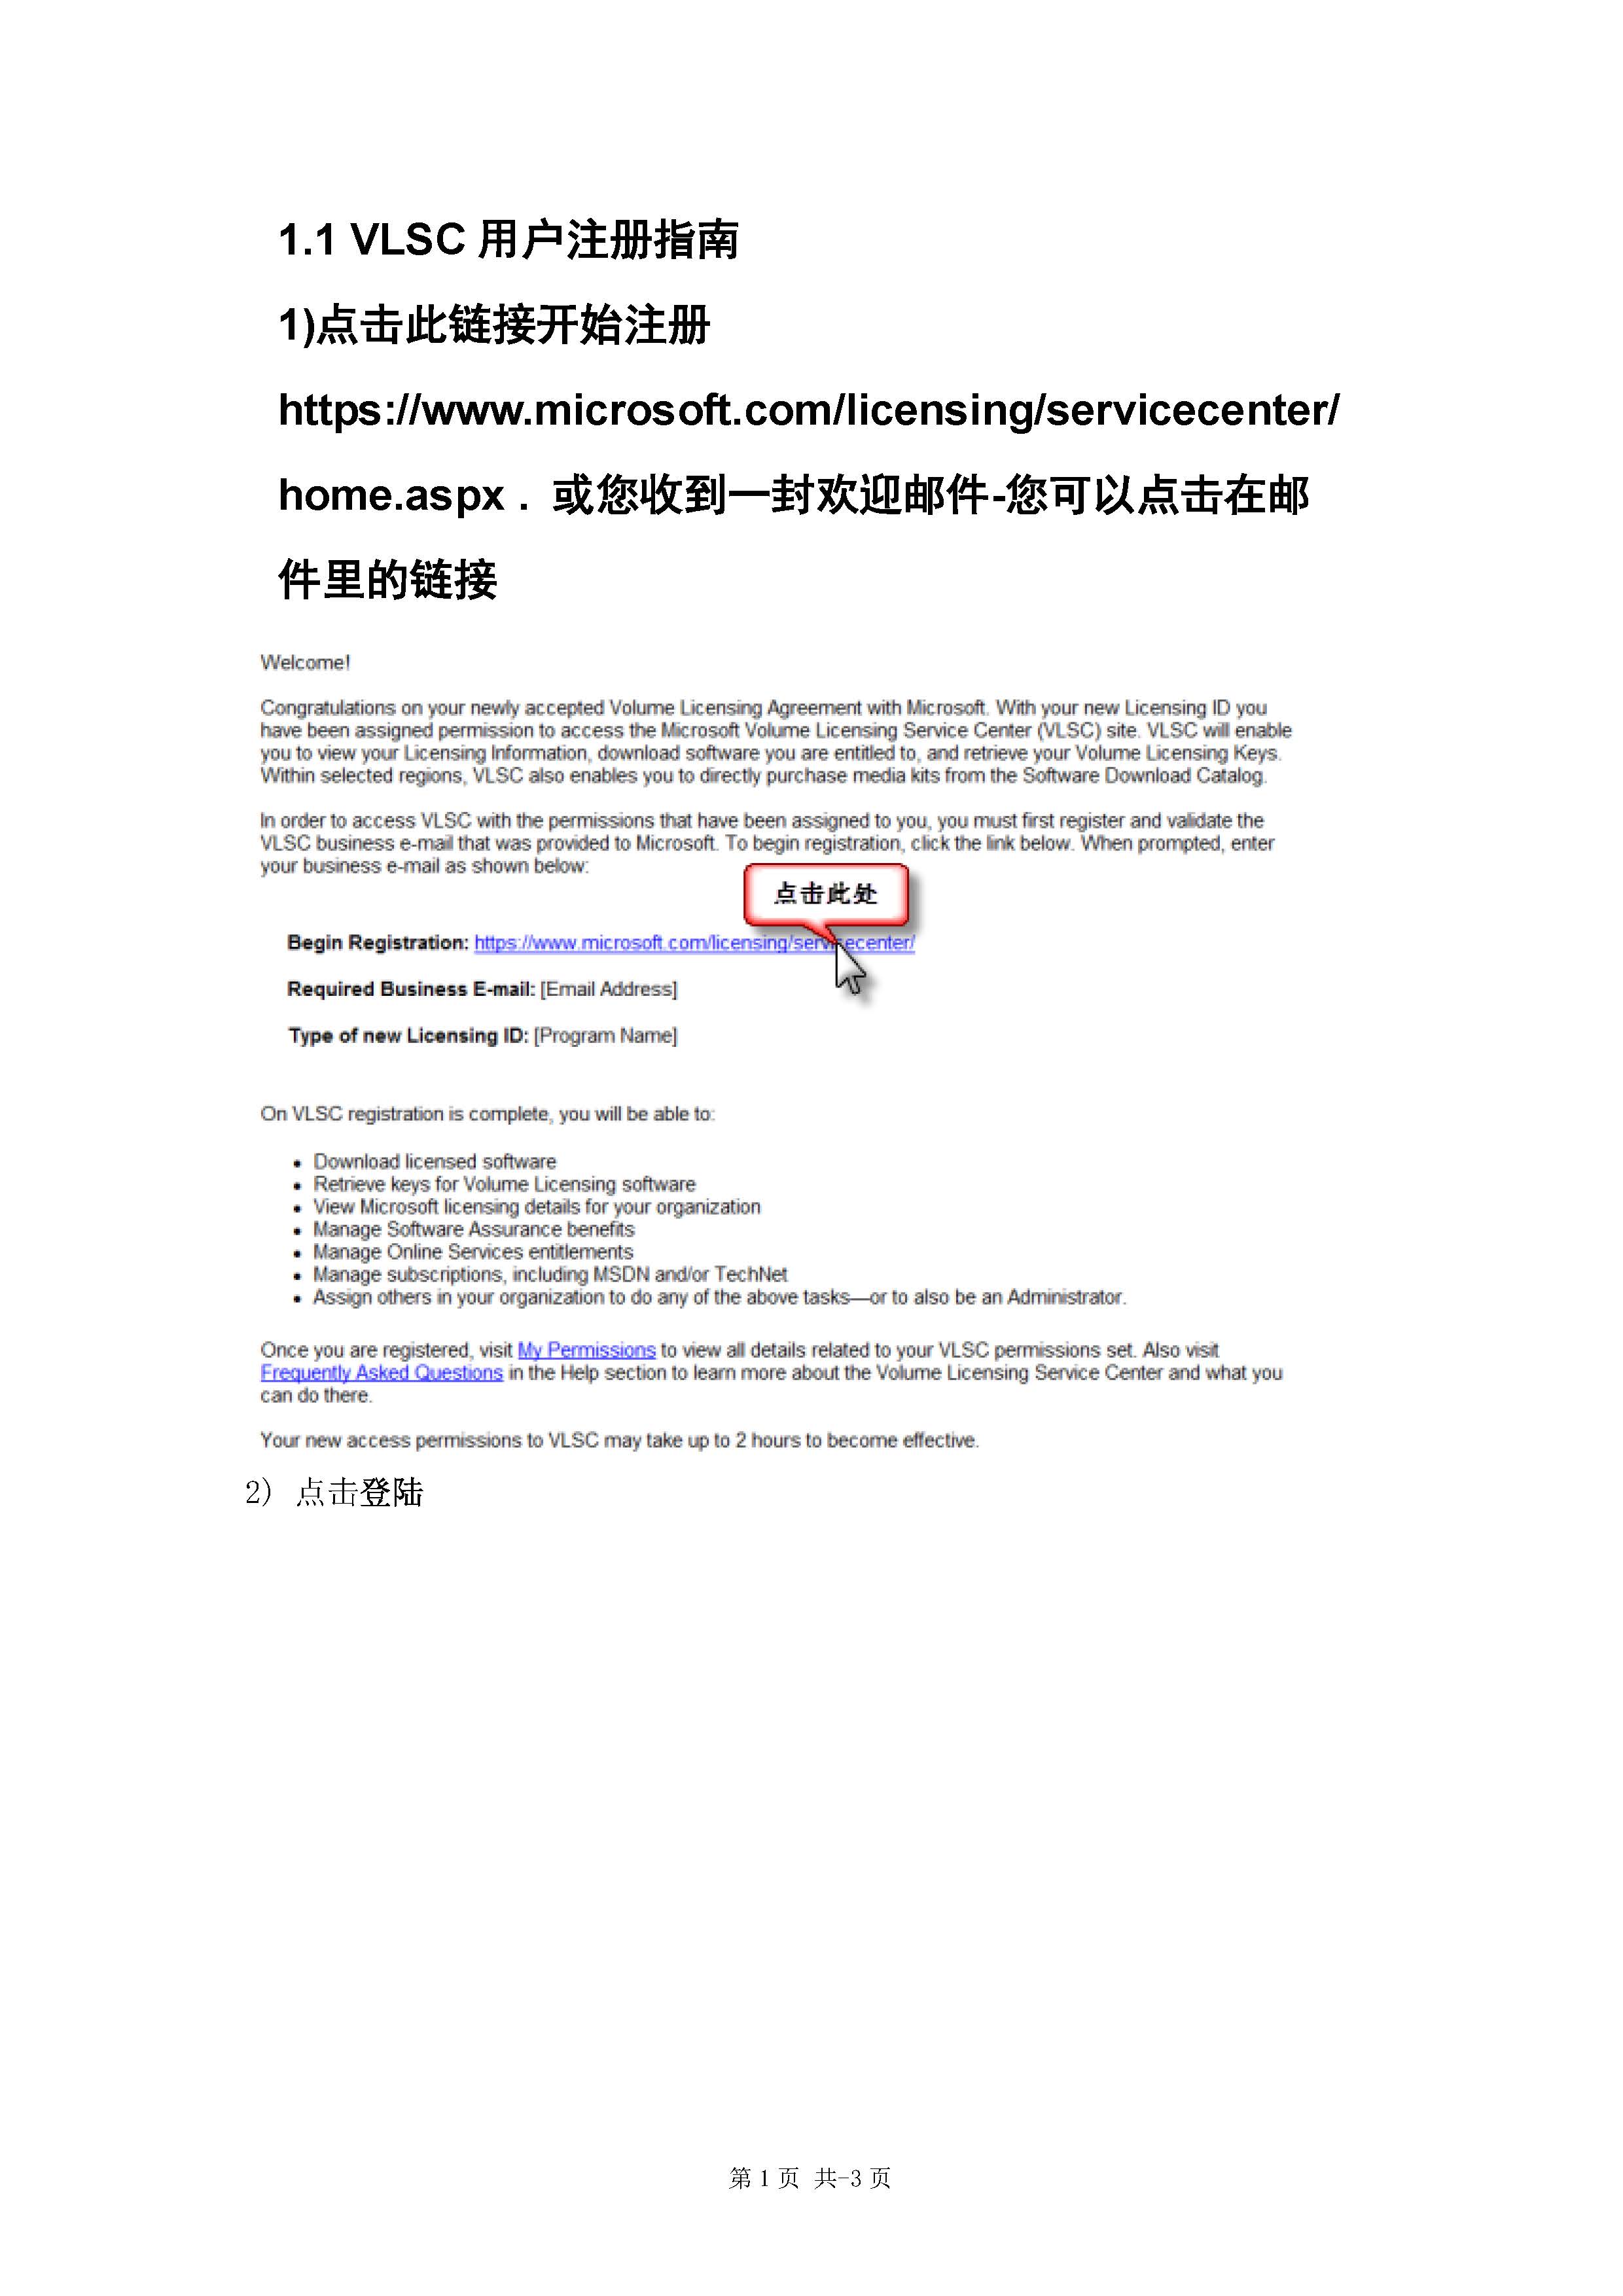 1.1 VLSC 用户注册指南
1)点击此链接开始注册
https://www.microsoft.com/licensing/servicecenter/
home.aspx . 或您收到一封欢迎邮件-您可以点击在邮
件里的链接
Welcome!
Congratulations on your newly accepted Volume Licensing Agreement with Microsoft. With your new Licensing ID you
have been assigned permission to access the Microsoft Volume Licensing Service Center (VLSC) site. VLSC will enable
you to view your Licensing Information, download software you are entitled to, and retrieve your Volume Licensing Keys.
Within selected regions, VLSC also enables you to directly purchase media kits from the Software Download Catalog.
In order to access VLSC with the permissions that have been assigned to you, you must first register and validate the
VLSC business e-mail that was provided to Microsoft. To begin registration, click the link below. When prompted, enter
your business e-mail as shown below:
点击此处
Begin Registration: https://www.microsoft.com/licensing/servicecenter/
Required Business E-mail: [Email Address]
Type of new Licensing ID: [Program Name]
On VLSC registration is complete, you will be able to:
• Download licensed software
• Retrieve keys for Volume Licensing software
• View Microsoft licensing details for your organization
• Manage Software Assurance benefits
• Manage Online Services entitlements
• Manage subscriptions, including MSDN and/or TechNet
• Assign others in your organization to do any of the above tasks—or to also be an Administrator.
Once you are registered, visit My Permissions to view all details related to your VLSC permissions set. Also visit
Frequently Asked Questions in the Help section to learn more about the Volume Licensing Service Center and what you
can do there.
Your new access permissions to VLSC may take up to 2 hours to become effective.
2) 点击登陆
第 1 页 共-3 页